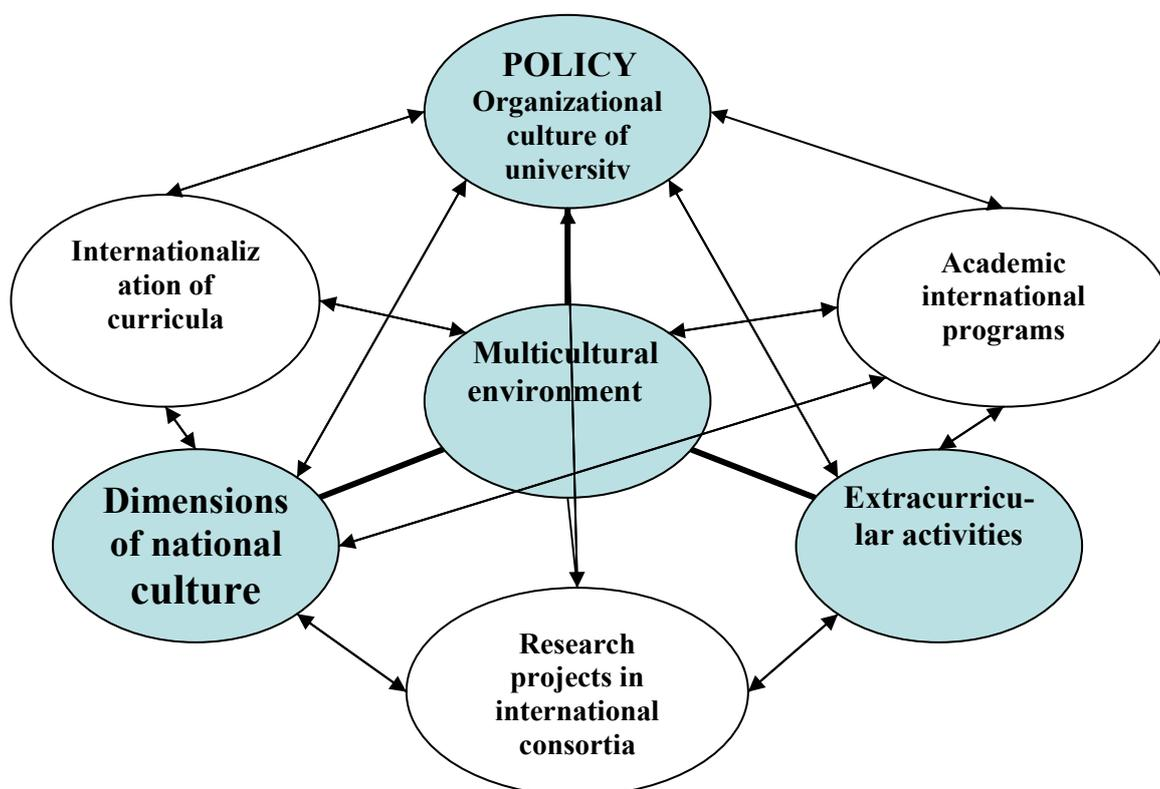 POLICY
Organizational
culture of
university
Internationaliz
ation of
curricula
Academic
international
programs
Multicultural
environment
Dimensions
of national
culture
Extracurricu-
lar activities
Research
projects in
international
consortia